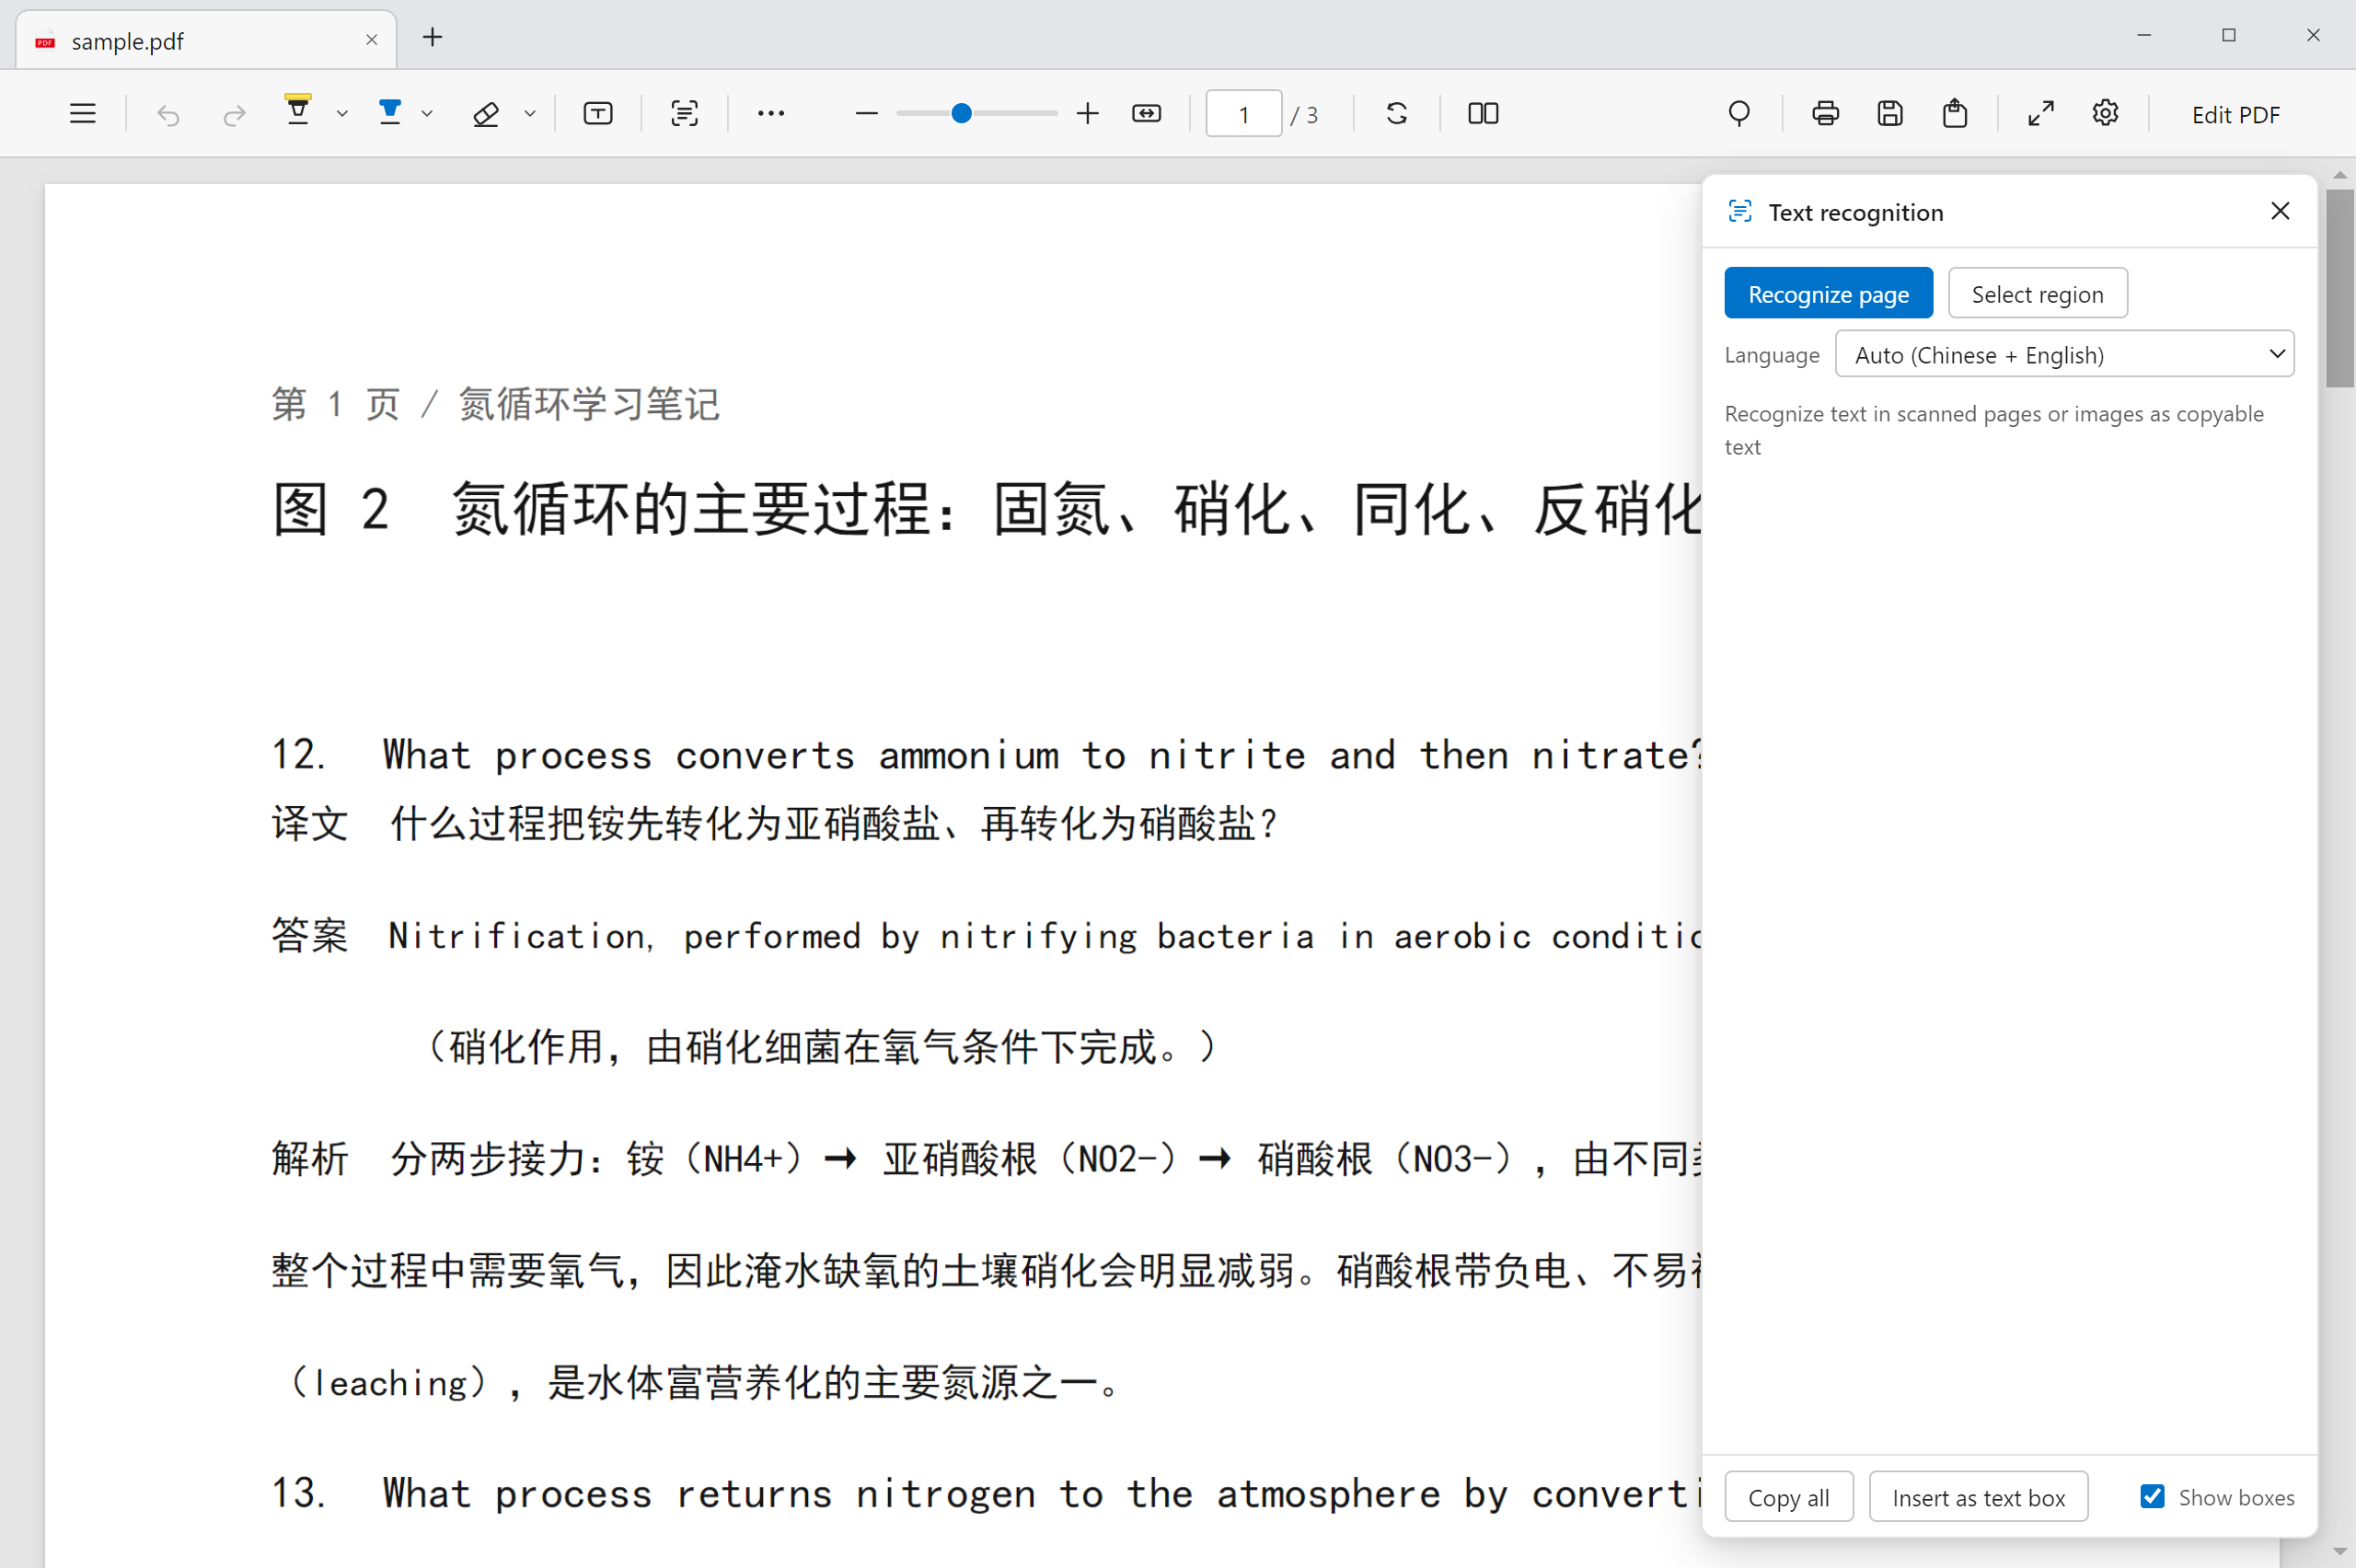 sample.pdf
1 / 3
Edit PDF
第 1 页 / 氮循环学习笔记
图 2 氮循环的主要过程：固氮、硝化、同化、反硝化
12. What process converts ammonium to nitrite and then nitrate?
译文 什么过程把铵先转化为亚硝酸盐、再转化为硝酸盐？
答案 Nitrification, performed by nitrifying bacteria in aerobic
（硝化作用，由硝化细菌在氧气条件下完成。）
解析 分两步接力：铵（NH4+）→ 亚硝酸根（NO2-）→ 硝酸根（NO3-），由不同
整个过程中需要氧气，因此淹水缺氧的土壤硝化会明显减弱。硝酸根带负电、不易
（leaching），是水体富营养化的主要氮源之一。
13. What process returns nitrogen to the atmosphere by
Text recognition
Recognize page
Select region
Language
Auto (Chinese + English)
Recognize text in scanned pages or images as copyable
text
Copy all
Insert as text box
Show boxes